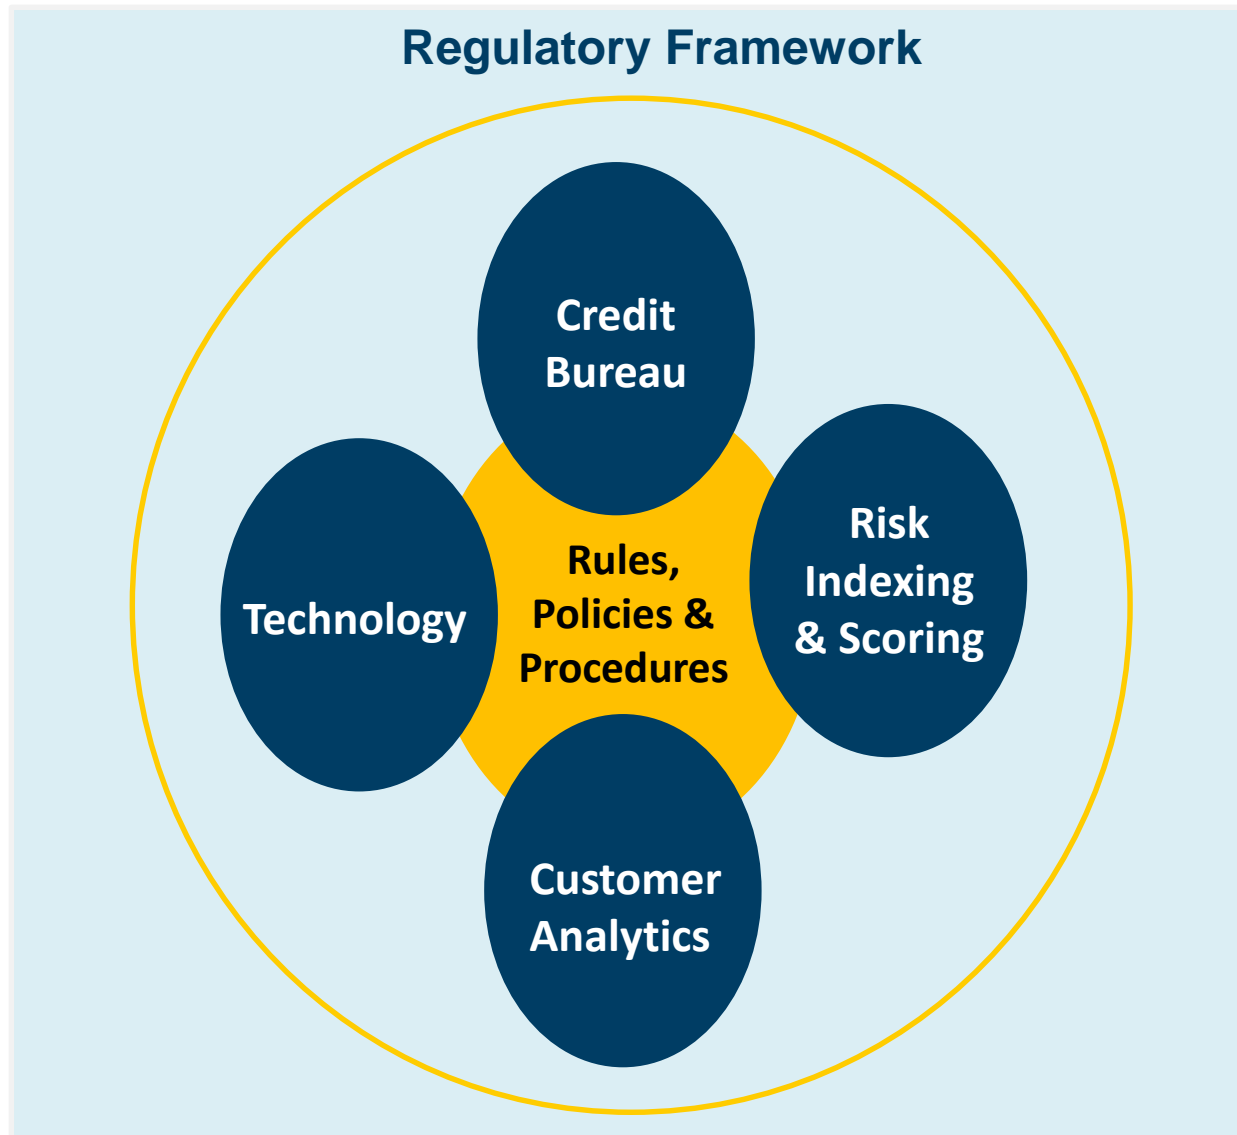 Regulatory Framework
Credit
Bureau
Risk
Indexing
& Scoring
Technology
Rules,
Policies &
Procedures
Customer
Analytics